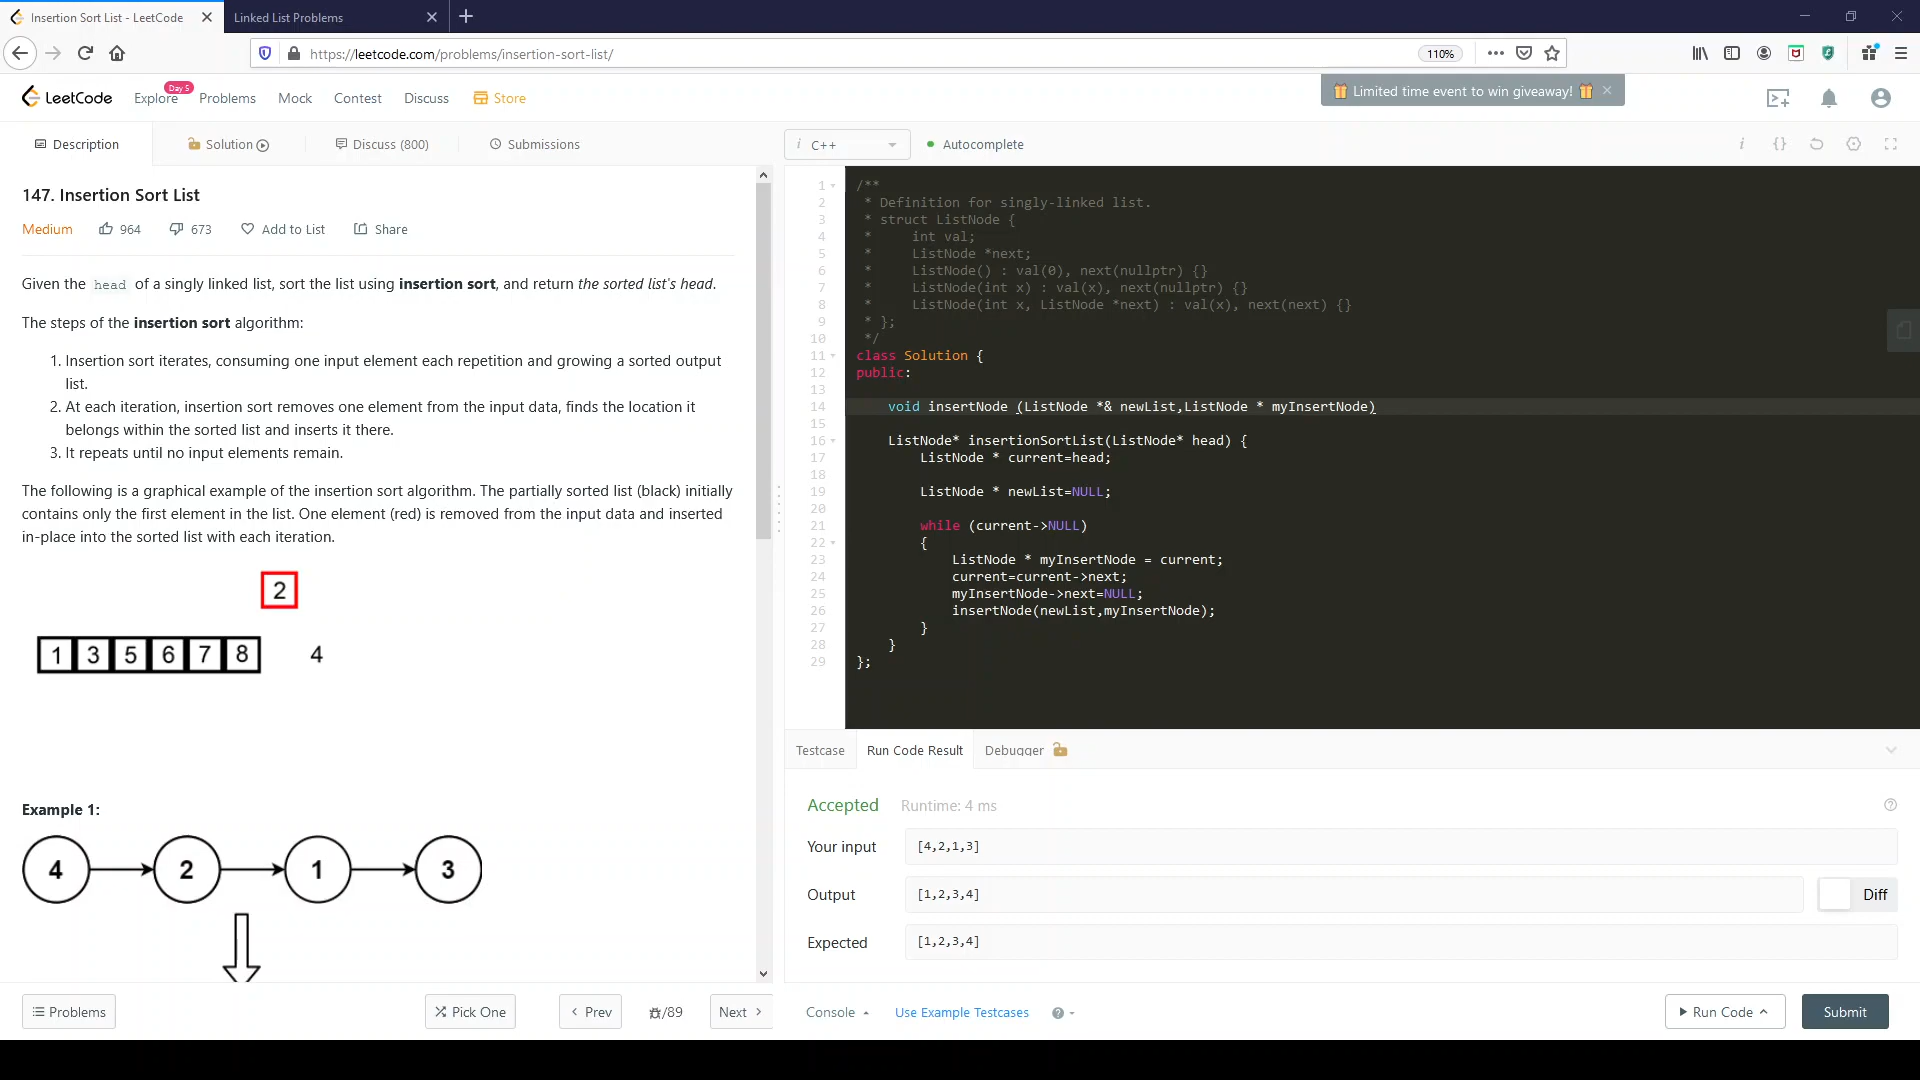 Insertion Sort List - LeetCode
Linked List Problems
https://leetcode.com/problems/insertion-sort-list/
110%
LeetCode
Explore
Day 5
Problems
Mock
Contest
Discuss
Store
Limited time event to win giveaway!
Description
Solution
Discuss (800)
Submissions
i C++
Autocomplete
147. Insertion Sort List
Medium
964
673
Add to List
Share
Given the head of a singly linked list, sort the list using insertion sort, and return the sorted list's head.
The steps of the insertion sort algorithm:
1. Insertion sort iterates, consuming one input element each repetition and growing a sorted output
list.
2. At each iteration, insertion sort removes one element from the input data, finds the location it
belongs within the sorted list and inserts it there.
3. It repeats until no input elements remain.
The following is a graphical example of the insertion sort algorithm. The partially sorted list (black) initially
contains only the first element in the list. One element (red) is removed from the input data and inserted
in-place into the sorted list with each iteration.
2
1 3 5 6 7 8 4
Example 1:
4 2 1 3
Problems
Pick One
Prev
/89
Next
1 /**
2 * Definition for singly-linked list.
3 * struct ListNode {
4 * int val;
5 * ListNode *next;
6 * ListNode() : val(0), next(nullptr) {}
7 * ListNode(int x) : val(x), next(nullptr) {}
8 * ListNode(int x, ListNode *next) : val(x), next(next) {}
9 * };
10 */
11 class Solution {
12 public:
13
14 void insertNode (ListNode *& newList,ListNode * myInsertNode)
15
16 ListNode* insertionSortList(ListNode* head) {
17 ListNode * current=head;
18
19 ListNode * newList=NULL;
20
21 while (current->NULL)
22 {
23 ListNode * myInsertNode = current;
24 current=current->next;
25 myInsertNode->next=NULL;
26 insertNode(newList,myInsertNode);
27 }
28 }
29 };
Testcase
Run Code Result
Debugger
Accepted
Runtime: 4 ms
Your input
[4,2,1,3]
Output
[1,2,3,4]
Diff
Expected
[1,2,3,4]
Console
Use Example Testcases
Run Code
Submit